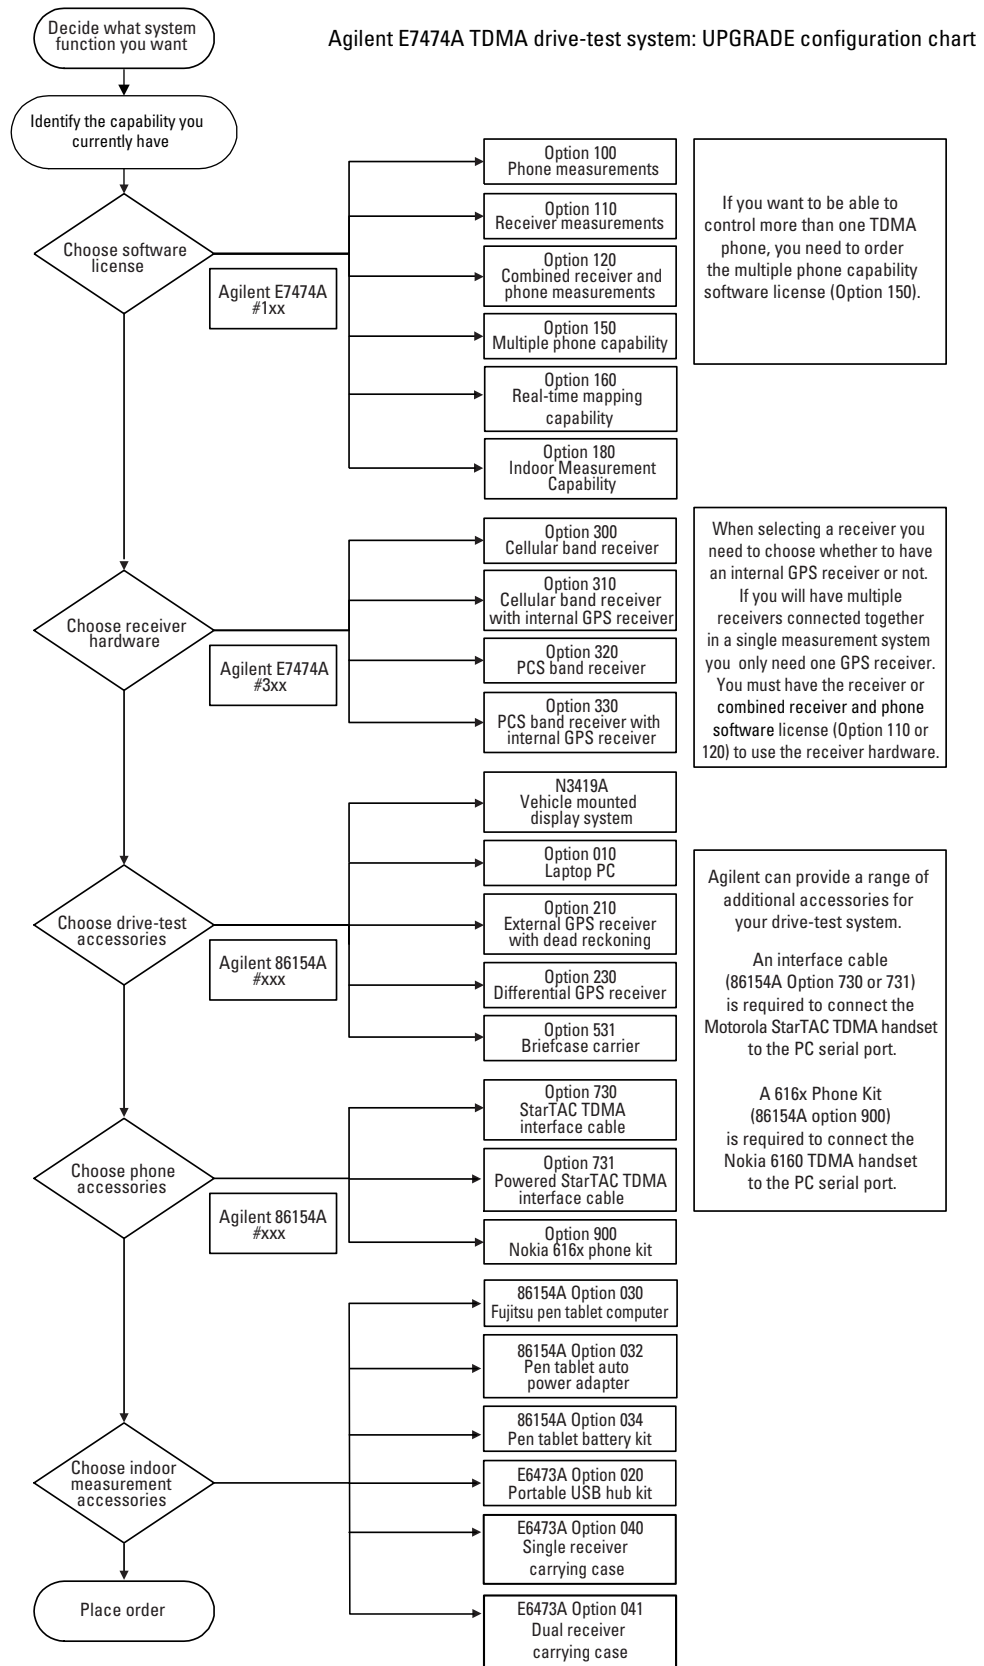 Agilent E7474A TDMA drive-test system: UPGRADE configuration chart
Decide what system
function you want
Identify the capability you
currently have
Choose software
license
Agilent E7474A
#1xx
Option 100
Phone measurements
Option 110
Receiver measurements
Option 120
Combined receiver and
phone measurements
Option 150
Multiple phone capability
Option 160
Real-time mapping
capability
Option 180
Indoor Measurement
Capability
If you want to be able to
control more than one TDMA
phone, you need to order
the multiple phone capability
software license (Option 150).
Choose receiver
hardware
Agilent E7474A
#3xx
Option 300
Cellular band receiver
Option 310
Cellular band receiver
with internal GPS receiver
Option 320
PCS band receiver
Option 330
PCS band receiver with
internal GPS receiver
When selecting a receiver you
need to choose whether to have
an internal GPS receiver or not.
If you will have multiple
receivers connected together
in a single measurement system
you only need one GPS receiver.
You must have the receiver or
combined receiver and phone
software license (Option 110 or
120) to use the receiver hardware.
Choose drive-test
accessories
Agilent 86154A
#xxx
N3419A
Vehicle mounted
display system
Option 010
Laptop PC
Option 210
External GPS receiver
with dead reckoning
Option 230
Differential GPS receiver
Option 531
Briefcase carrier
Agilent can provide a range of
additional accessories for
your drive-test system.
An interface cable
(86154A Option 730 or 731)
is required to connect the
Motorola StarTAC TDMA handset
to the PC serial port.
A 616x Phone Kit
(86154A option 900)
is required to connect the
Nokia 6160 TDMA handset
to the PC serial port.
Choose phone
accessories
Agilent 86154A
#xxx
Option 730
StarTAC TDMA
interface cable
Option 731
Powered StarTAC TDMA
interface cable
Option 900
Nokia 616x phone kit
Choose indoor
measurement
accessories
86154A Option 030
Fujitsu pen tablet computer
86154A Option 032
Pen tablet auto
power adapter
86154A Option 034
Pen tablet battery kit
E6473A Option 020
Portable USB hub kit
E6473A Option 040
Single receiver
carrying case
E6473A Option 041
Dual receiver
carrying case
Place order